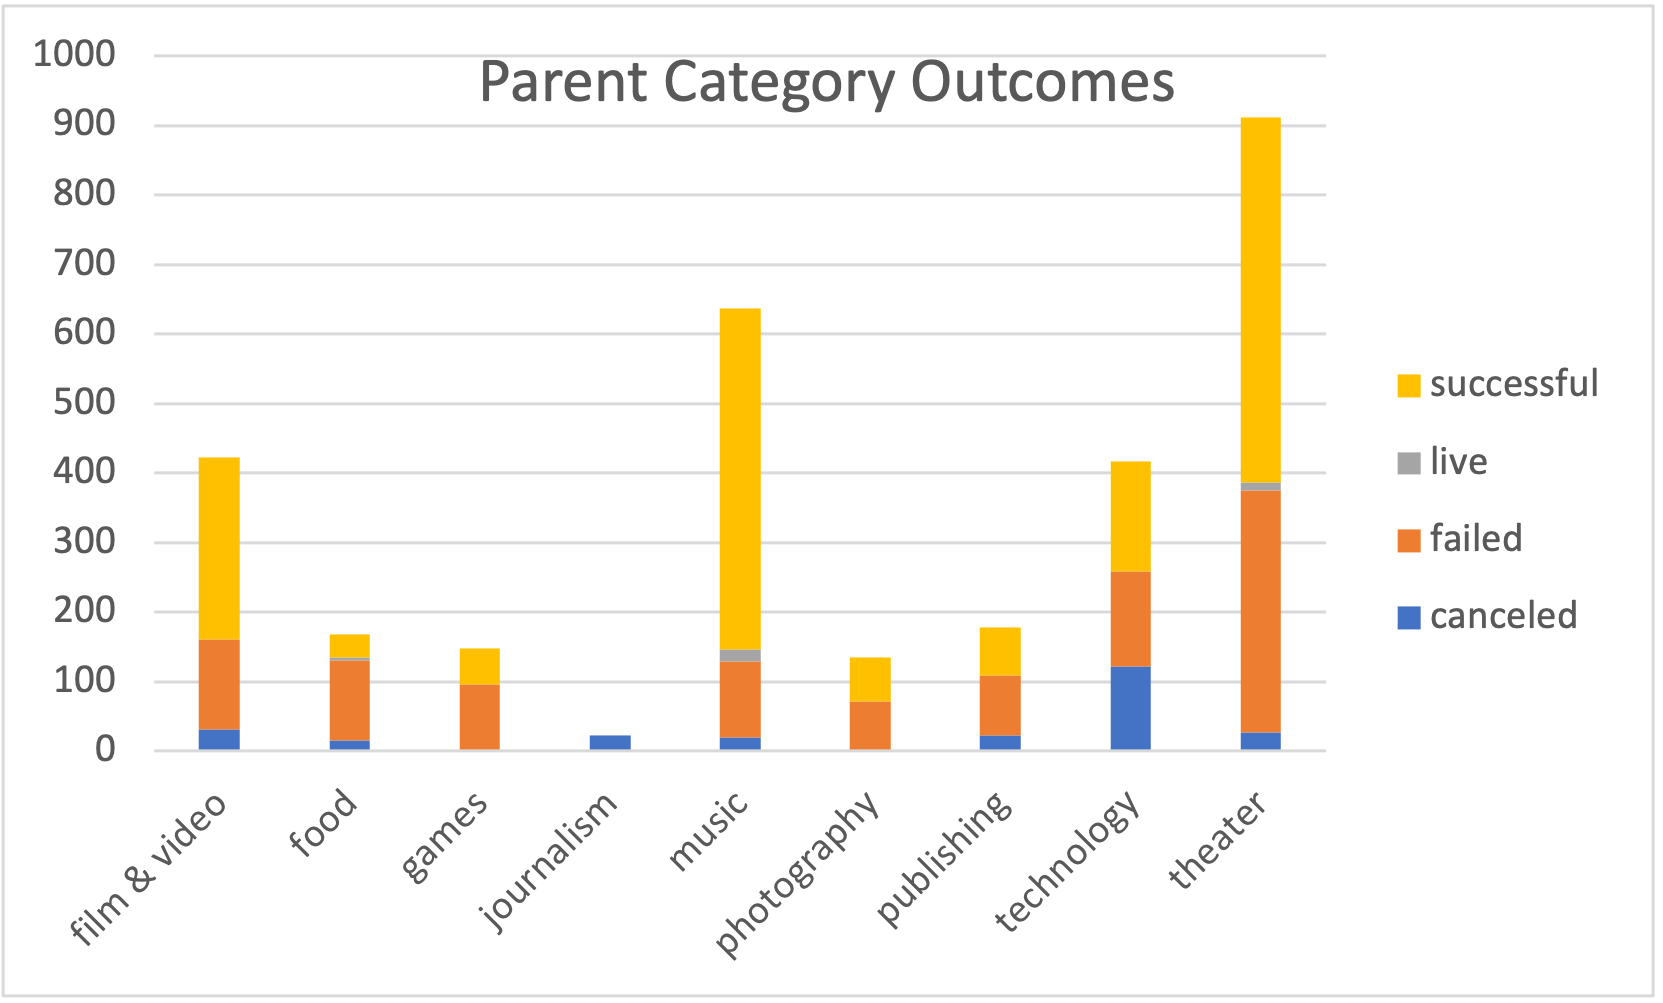 Parent Category Outcomes
1000
900
800
700
600
500
400
300
200
100
0
film & video
food
games
journalism
music
photography
publishing
technology
theater
successful
live
failed
canceled